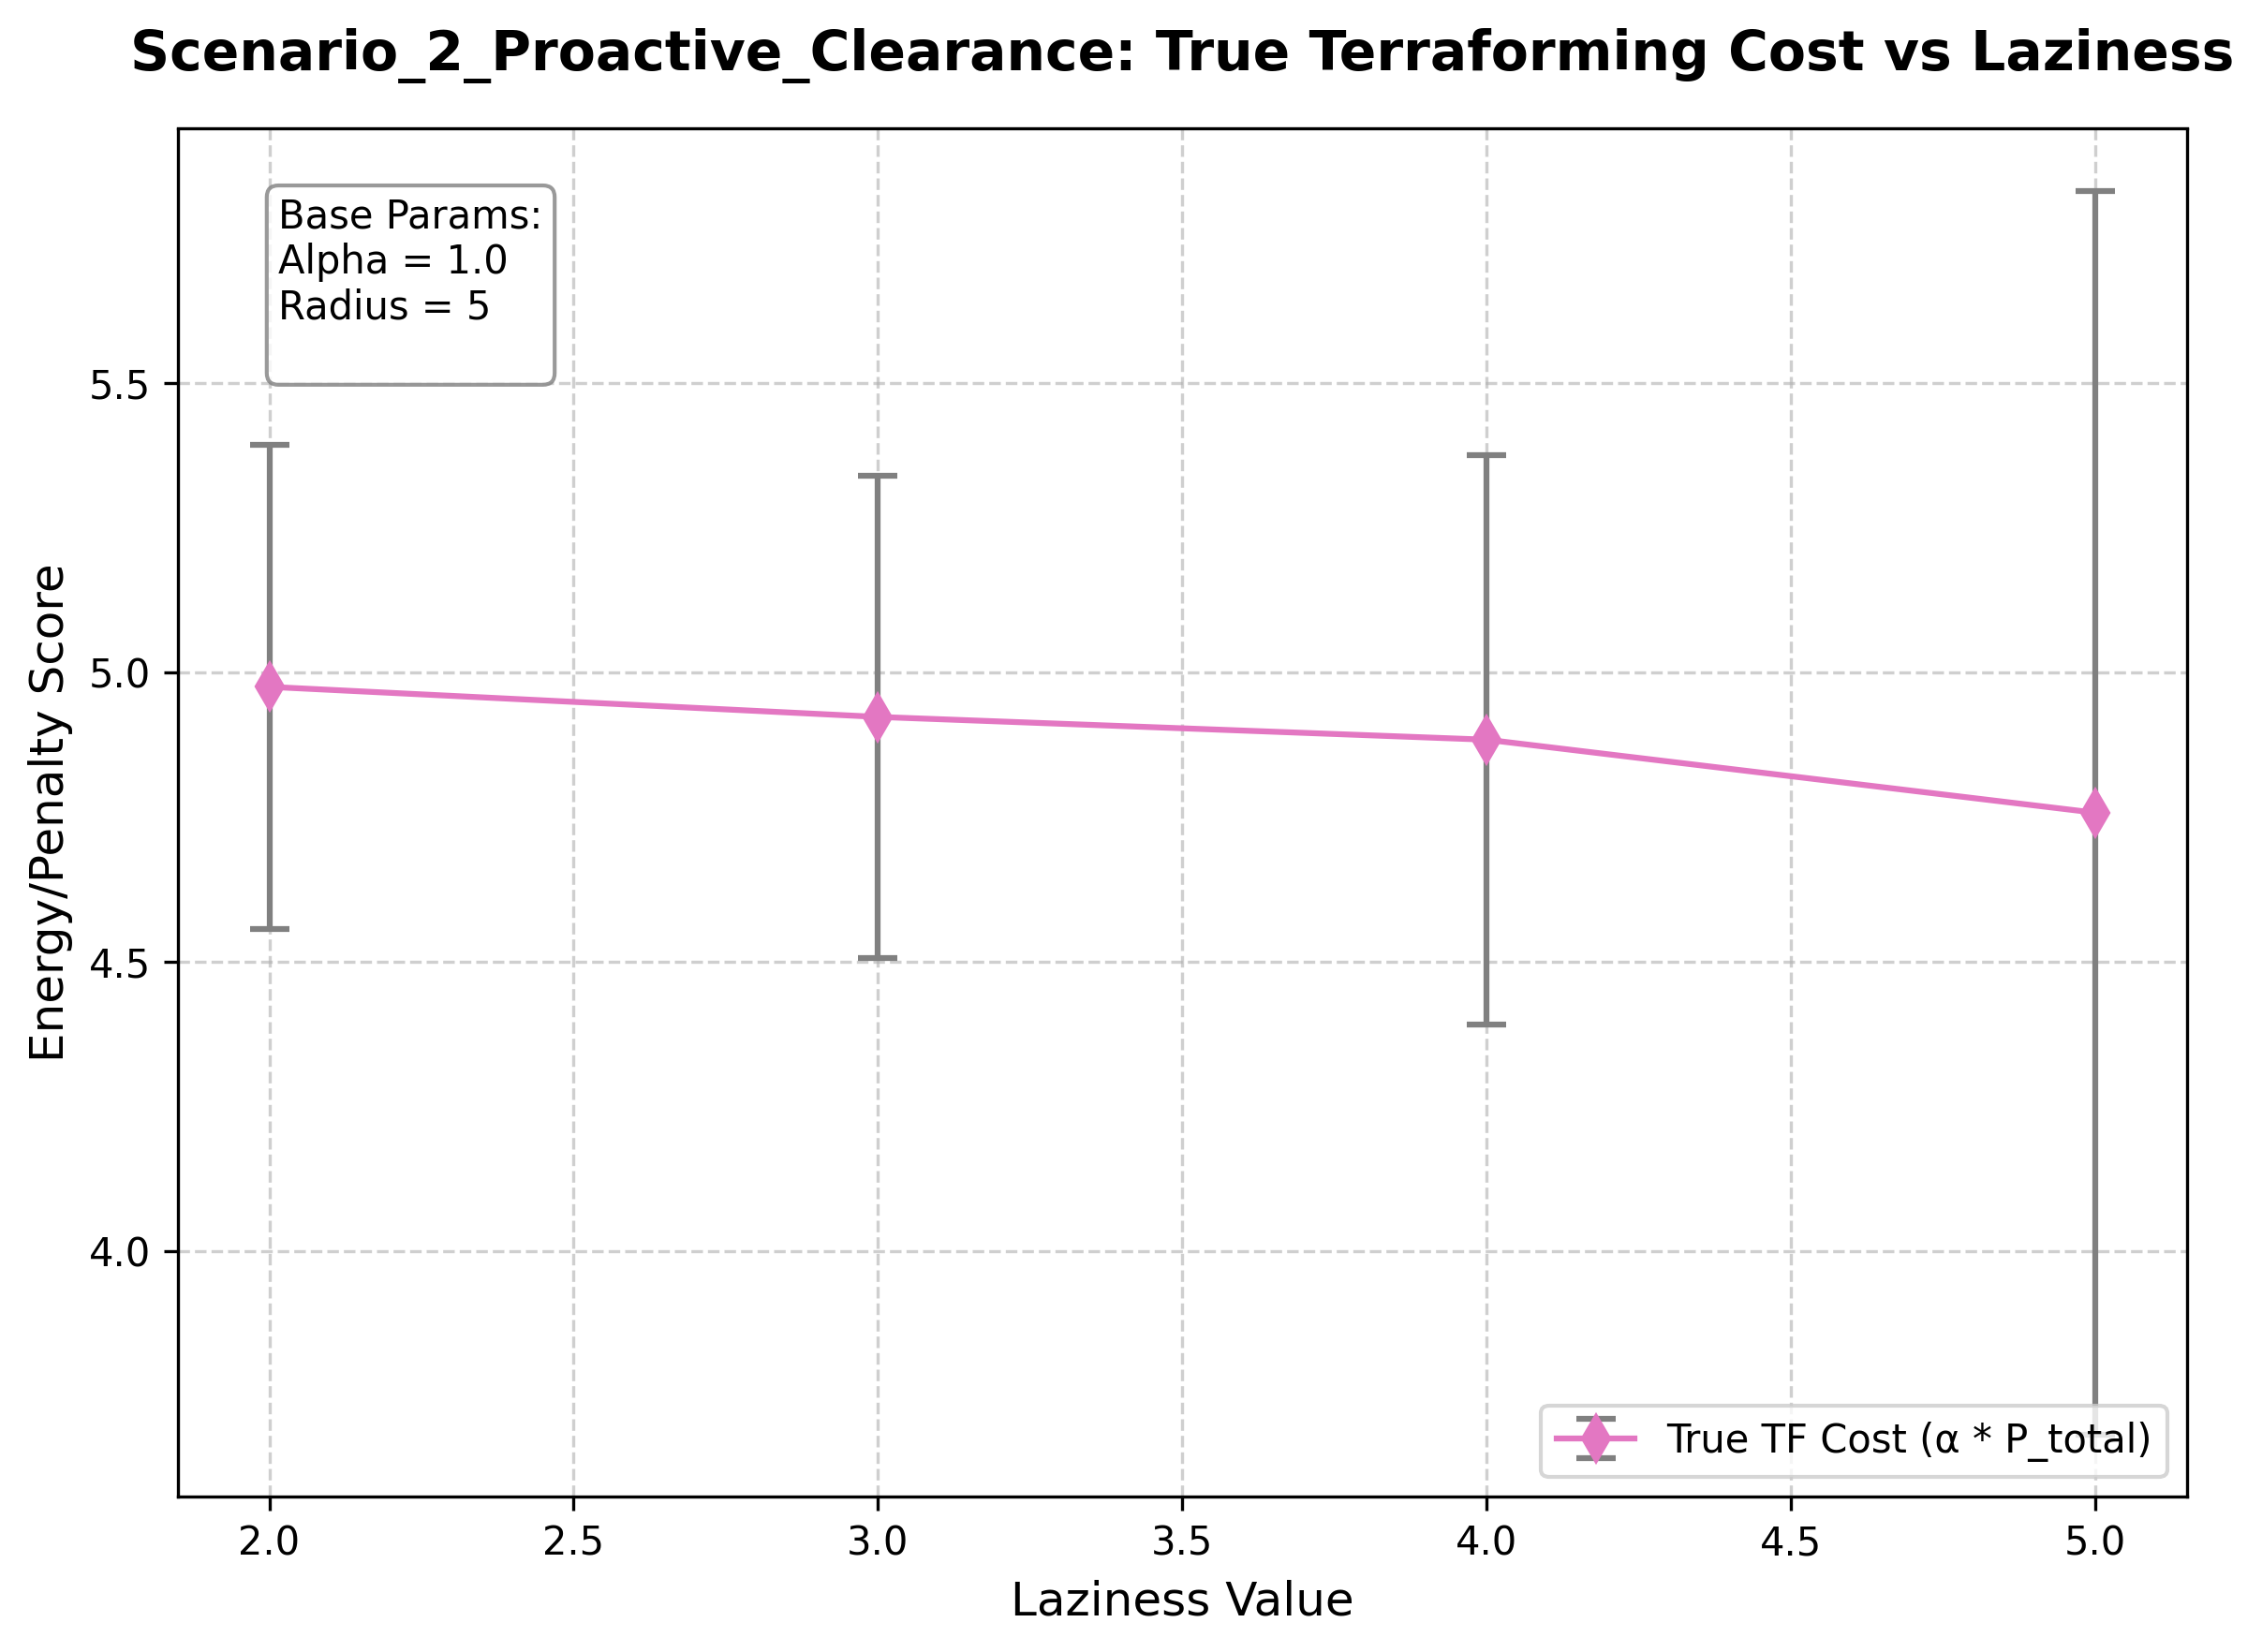 Scenario_2_Proactive_Clearance: True Terraforming Cost vs Laziness
Base Params:
Alpha = 1.0
Radius = 5
Energy/Penalty Score
5.5
5.0
4.5
4.0
True TF Cost (α * P_total)
2.0 2.5 3.0 3.5 4.0 4.5 5.0
Laziness Value